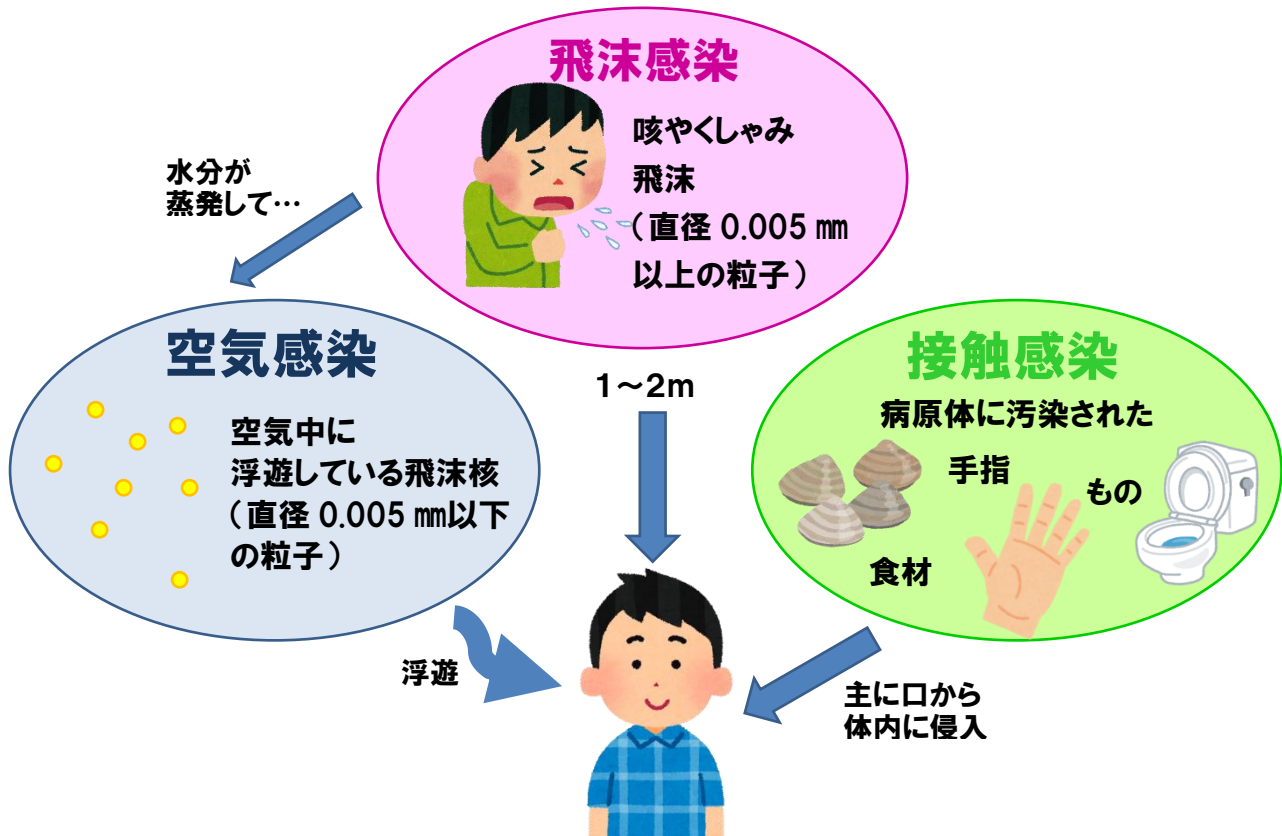 飛沫感染
咳やくしゃみ
飛沫
（直径 0.005 ㎜
以上の粒子）
水分が
蒸発して…
空気感染
空気中に
浮遊している飛沫核
（直径 0.005 ㎜以下
の粒子）
1～2m
接触感染
病原体に汚染された
手指
もの
食材
浮遊
主に口から
体内に侵入